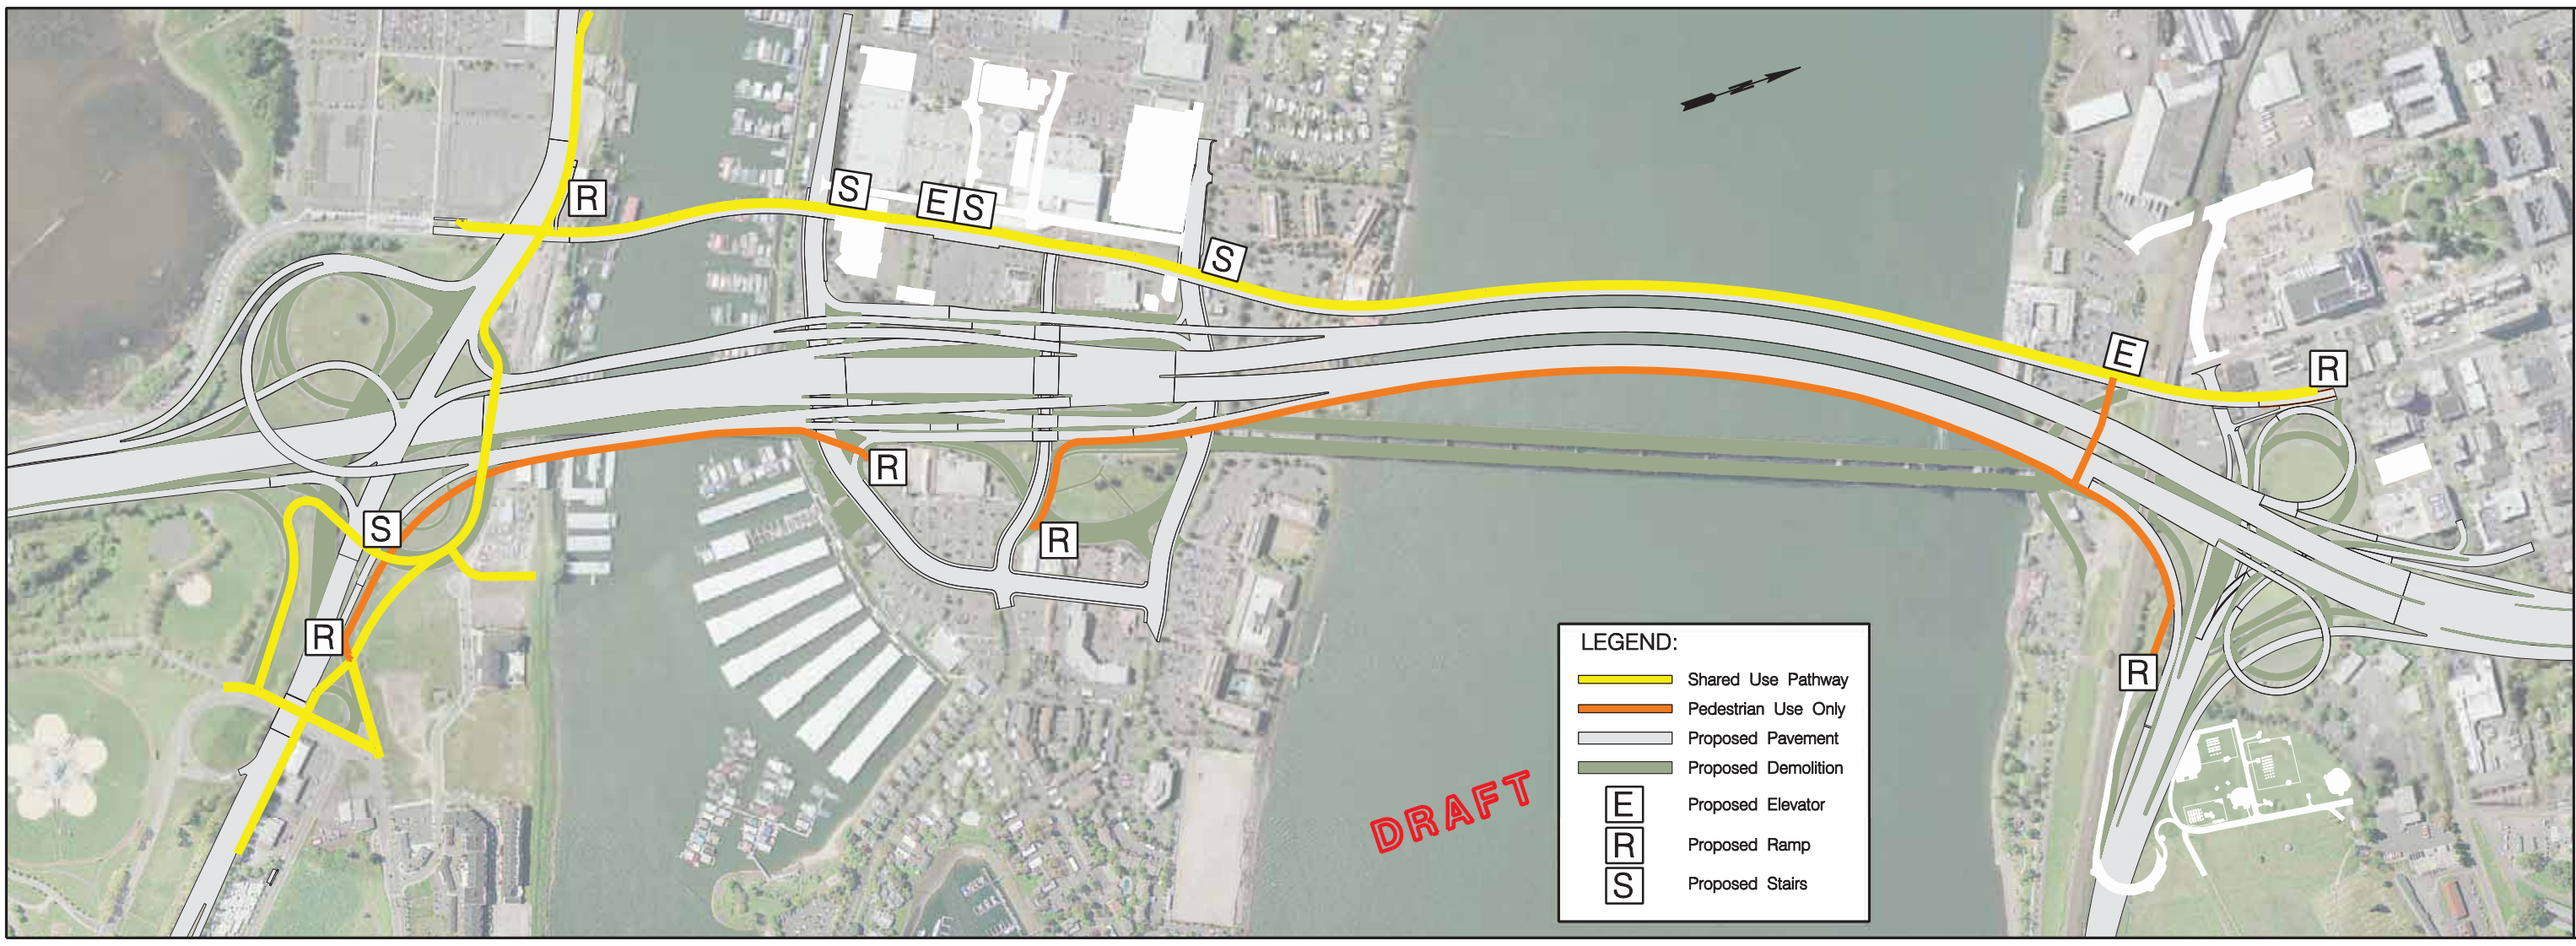 R
S
E S
S
E
R
R
S
R
R
R
LEGEND:
Shared Use Pathway
Pedestrian Use Only
Proposed Pavement
Proposed Demolition
E Proposed Elevator
R Proposed Ramp
S Proposed Stairs
DRAFT